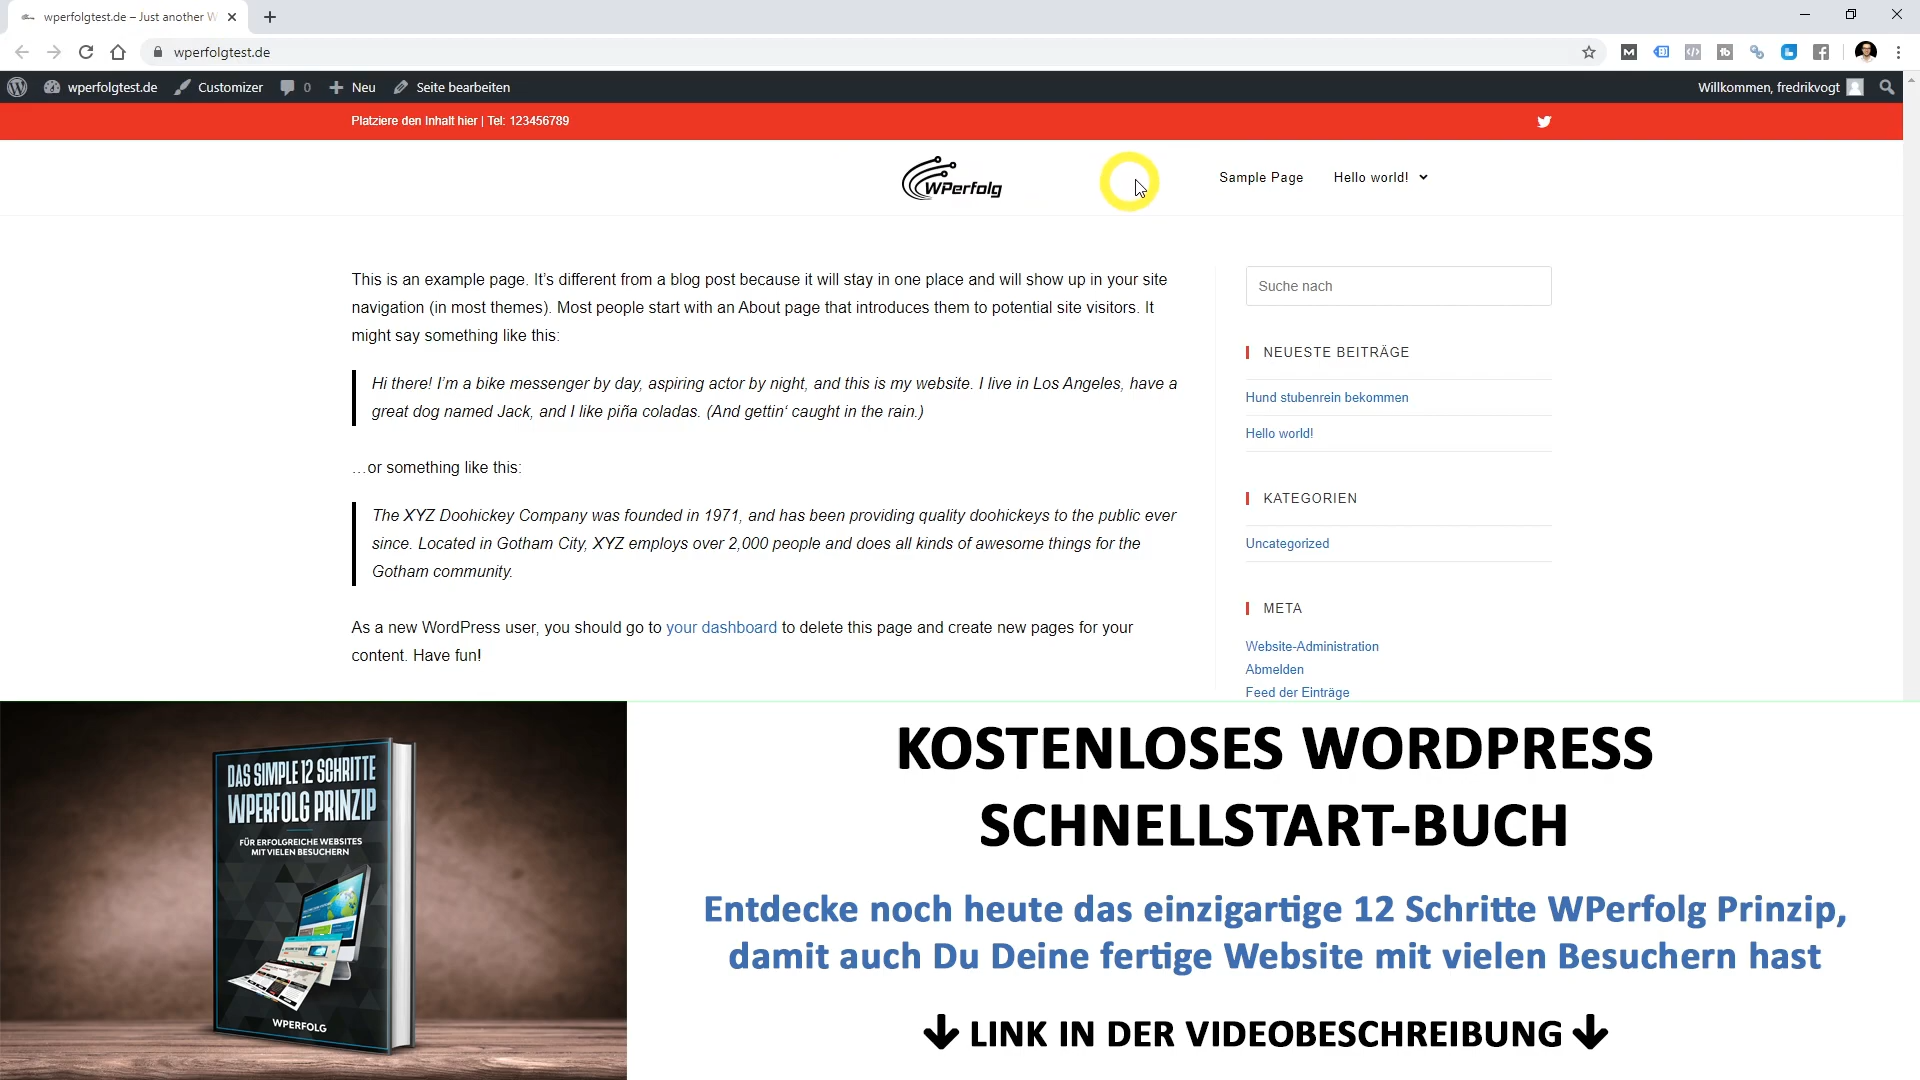 wperfolgtest.de – Just another W
wperfolgtest.de
wperfolgtest.de Customizer 0 Neu Seite bearbeiten Willkommen, fredrikvogt
Platziere den Inhalt hier | Tel: 123456789
WPerfolg Sample Page Hello world!
This is an example page. It’s different from a blog post because it will stay in one place and will show up in your site
navigation (in most themes). Most people start with an About page that introduces them to potential site visitors. It
might say something like this:
Hi there! I’m a bike messenger by day, aspiring actor by night, and this is my website. I live in Los Angeles, have a
great dog named Jack, and I like piña coladas. (And gettin‘ caught in the rain.)
…or something like this:
The XYZ Doohickey Company was founded in 1971, and has been providing quality doohickeys to the public ever
since. Located in Gotham City, XYZ employs over 2,000 people and does all kinds of awesome things for the
Gotham community.
As a new WordPress user, you should go to your dashboard to delete this page and create new pages for your
content. Have fun!
Suche nach
NEUESTE BEITRÄGE
Hund stubenrein bekommen
Hello world!
KATEGORIEN
Uncategorized
META
Website-Administration
Abmelden
Feed der Einträge
DAS SIMPLE 12 SCHRITTE
WPERFOLG PRINZIP
FÜR ERFOLGREICHE WEBSITES
MIT VIELEN BESUCHERN
WPERFOLG
KOSTENLOSES WORDPRESS
SCHNELLSTART-BUCH
Entdecke noch heute das einzigartige 12 Schritte WPerfolg Prinzip,
damit auch Du Deine fertige Website mit vielen Besuchern hast
↓ LINK IN DER VIDEOBESCHREIBUNG ↓